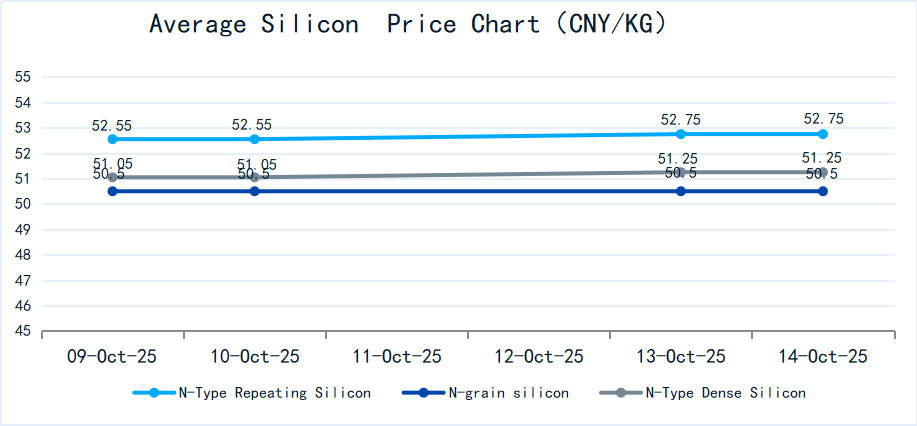 Average Silicon  Price Chart（CNY/KG）
55
54
53
52
51
50
49
48
47
46
45
52.55 52.55 52.75 52.75
51.05 51.05 51.25 51.25
50.5 50.5 50.5 50.5
09-Oct-25 10-Oct-25 11-Oct-25 12-Oct-25 13-Oct-25 14-Oct-25
N-Type Repeating Silicon N-grain silicon N-Type Dense Silicon